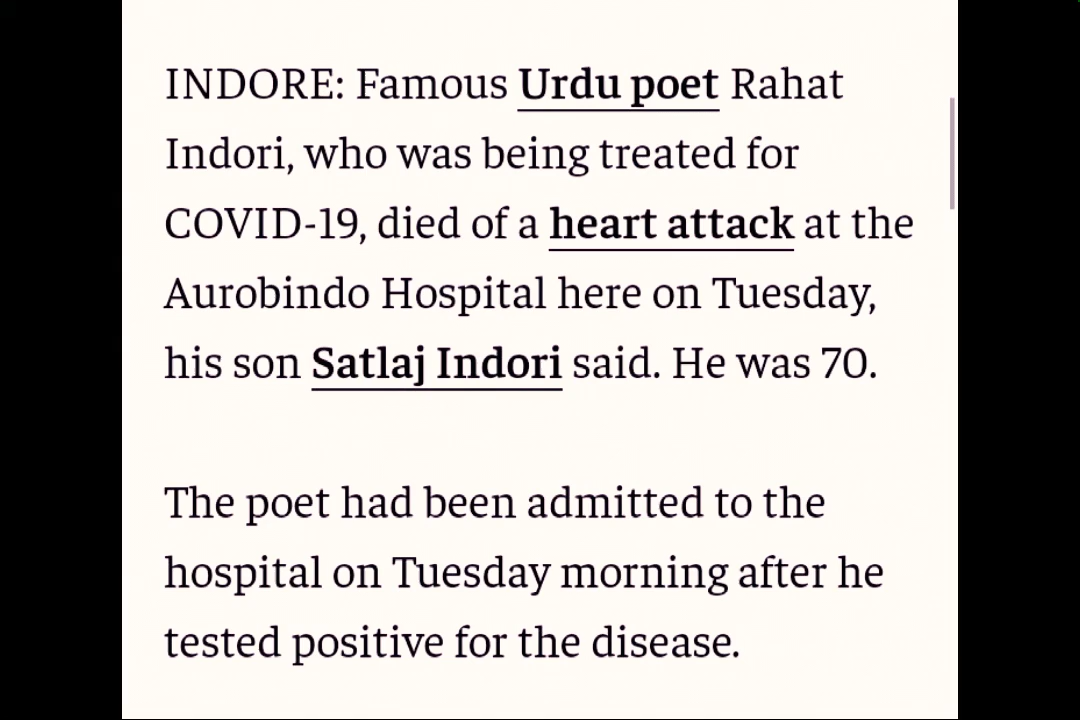 INDORE: Famous Urdu poet Rahat
Indori, who was being treated for
COVID-19, died of a heart attack at the
Aurobindo Hospital here on Tuesday,
his son Satlaj Indori said. He was 70.
The poet had been admitted to the
hospital on Tuesday morning after he
tested positive for the disease.